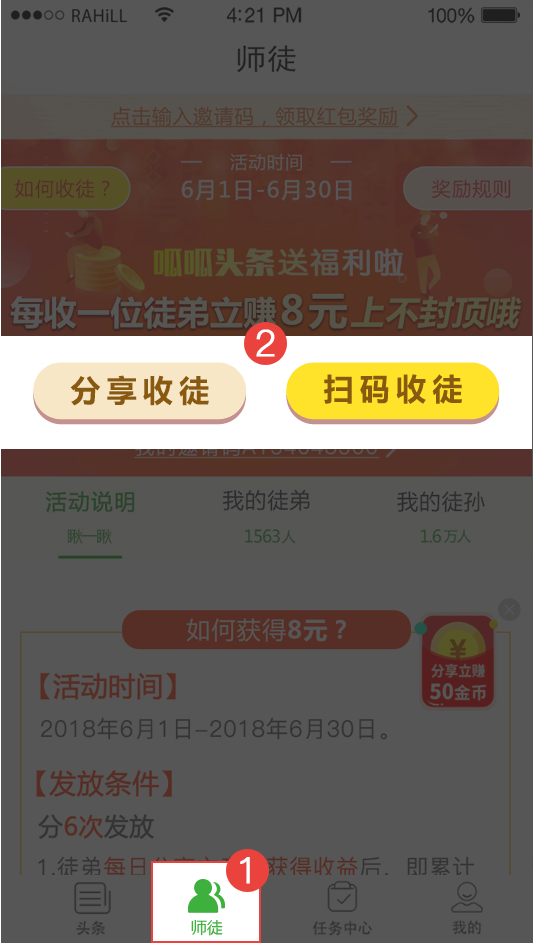 RAHiLL 4:21 PM 100%
师徒
点击输入邀请码，领取红包奖励
活动时间
如何收徒？ 6月1日-6月30日 奖励规则
呱呱头条送福利啦
每收一位徒弟立赚8元上不封顶哦
2
分享收徒 扫码收徒
活动说明 我的徒弟 我的徒孙
瞅一瞅 1563人 1.6万人
如何获得8元？
¥
分享立赚
50金币
【活动时间】
2018年6月1日-2018年6月30日。
【发放条件】
分6次发放
1.徒弟每日 获得收益后，即累计
1
头条 师徒 任务中心 我的